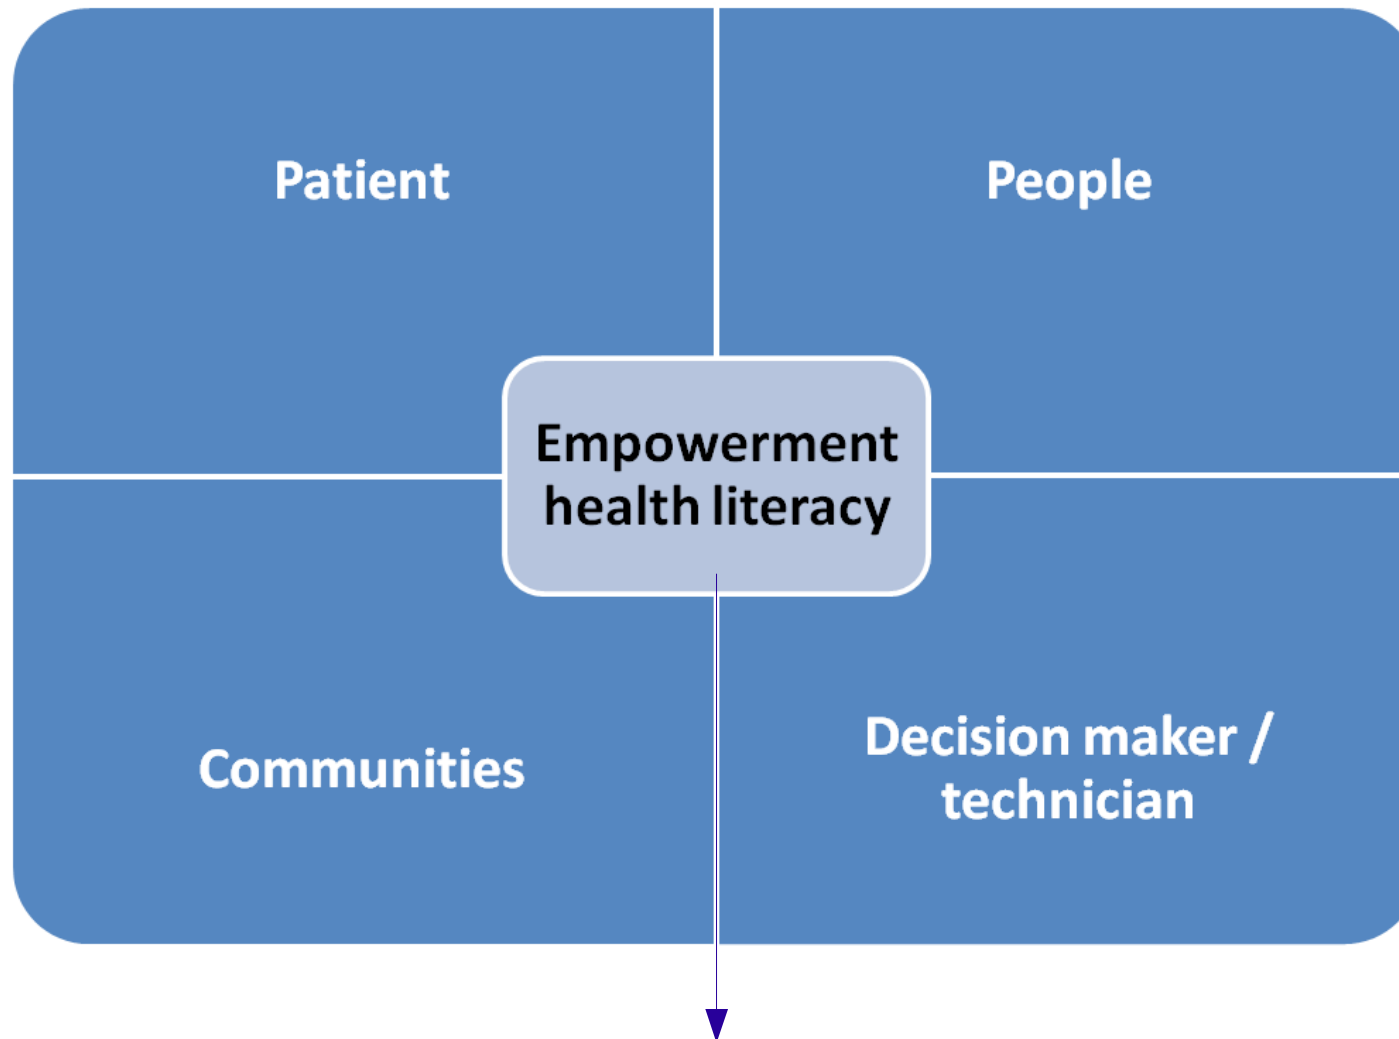 Patient
People
Empowerment
health literacy
Communities
Decision maker /
technician